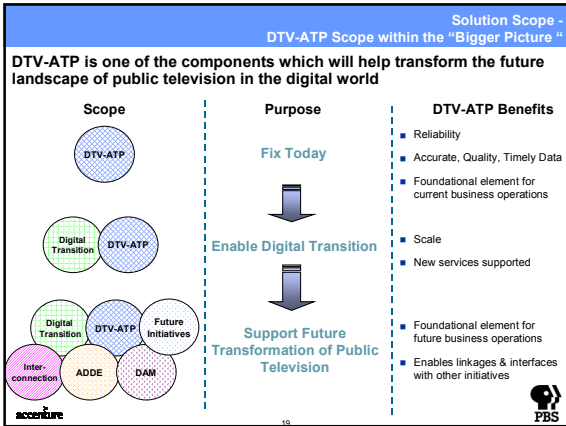 Solution Scope -
DTV-ATP Scope within the “Bigger Picture “
DTV-ATP is one of the components which will help transform the future
landscape of public television in the digital world
Scope
Purpose
DTV-ATP Benefits
DTV-ATP
Fix Today
Reliability
Accurate, Quality, Timely Data
Foundational element for
current business operations
Digital
Transition
DTV-ATP
Enable Digital Transition
Scale
New services supported
Digital
Transition
DTV-ATP
Future
Initiatives
Inter-
connection
ADDE
DAM
Support Future
Transformation of Public
Television
Foundational element for
future business operations
Enables linkages & interfaces
with other initiatives
accenture
19
PBS